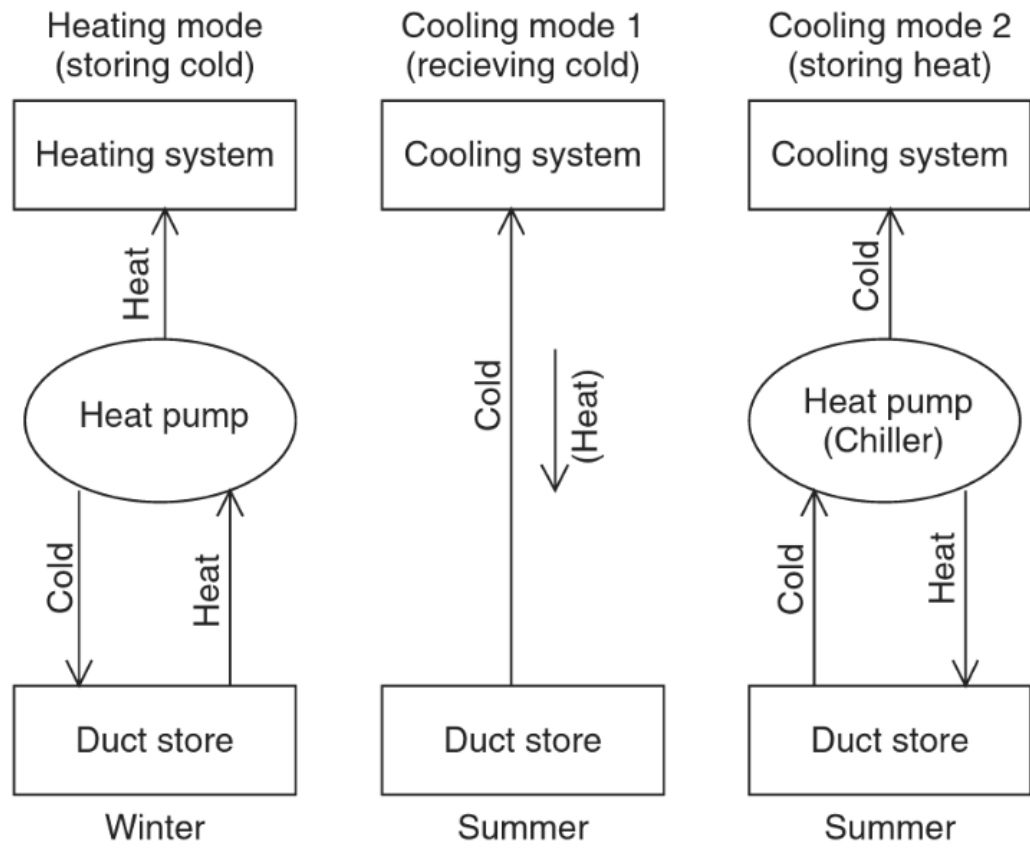 Heating mode
(storing cold)
Heating system
Heat
Heat pump
Cold
Heat
Duct store
Winter
Cooling mode 1
(recieving cold)
Cooling system
Cold
(Heat)
Duct store
Summer
Cooling mode 2
(storing heat)
Cooling system
Cold
Heat pump
(Chiller)
Cold
Heat
Duct store
Summer